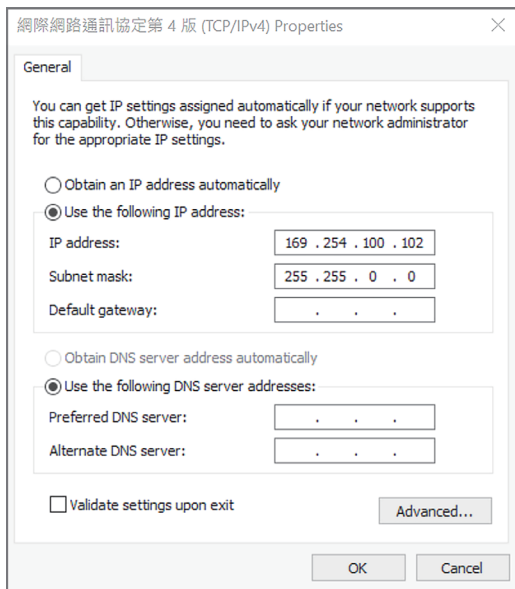 網際網路通訊協定第 4 版 (TCP/IPv4) Properties
General
You can get IP settings assigned automatically if your network supports
this capability. Otherwise, you need to ask your network administrator
for the appropriate IP settings.
Obtain an IP address automatically
Use the following IP address:
IP address: 169 . 254 . 100 . 102
Subnet mask: 255 . 255 . 0 . 0
Default gateway: . . .
Obtain DNS server address automatically
Use the following DNS server addresses:
Preferred DNS server: . . .
Alternate DNS server: . . .
Validate settings upon exit
Advanced...
OK Cancel